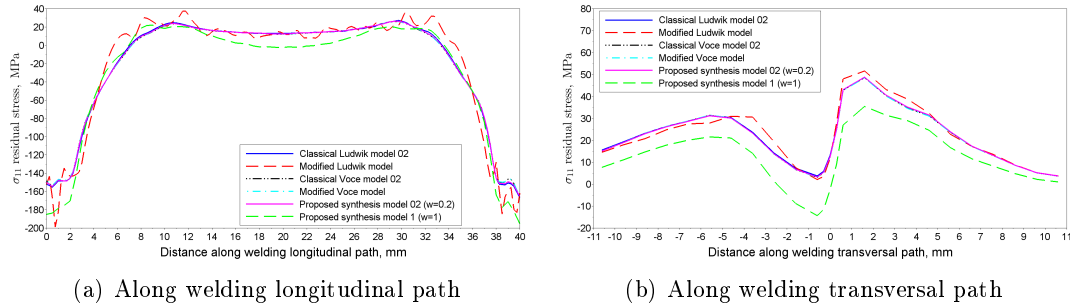 σ11 residual stress, MPa
40
20
0
-20
-40
-60
-80
-100
-120
-140
-160
-180
-200
Classical Ludwik model 02
Modified Ludwik model
Classical Voce model 02
Modified Voce model
Proposed synthesis model 02 (w=0.2)
Proposed synthesis model 1 (w=1)
0 2 4 6 8 10 12 14 16 18 20 22 24 26 28 30 32 34 36 38 40
Distance along welding longitudinal path, mm
(a) Along welding longitudinal path
σ11 residual stress, MPa
80
70
60
50
40
30
20
10
0
-10
-20
Classical Ludwik model 02
Modified Ludwik model
Classical Voce model 02
Modified Voce model
Proposed synthesis model 02 (w=0.2)
Proposed synthesis model 1 (w=1)
-11 -10 -9 -8 -7 -6 -5 -4 -3 -2 -1 0 1 2 3 4 5 6 7 8 9 10 11
Distance along welding transversal path, mm
(b) Along welding transversal path